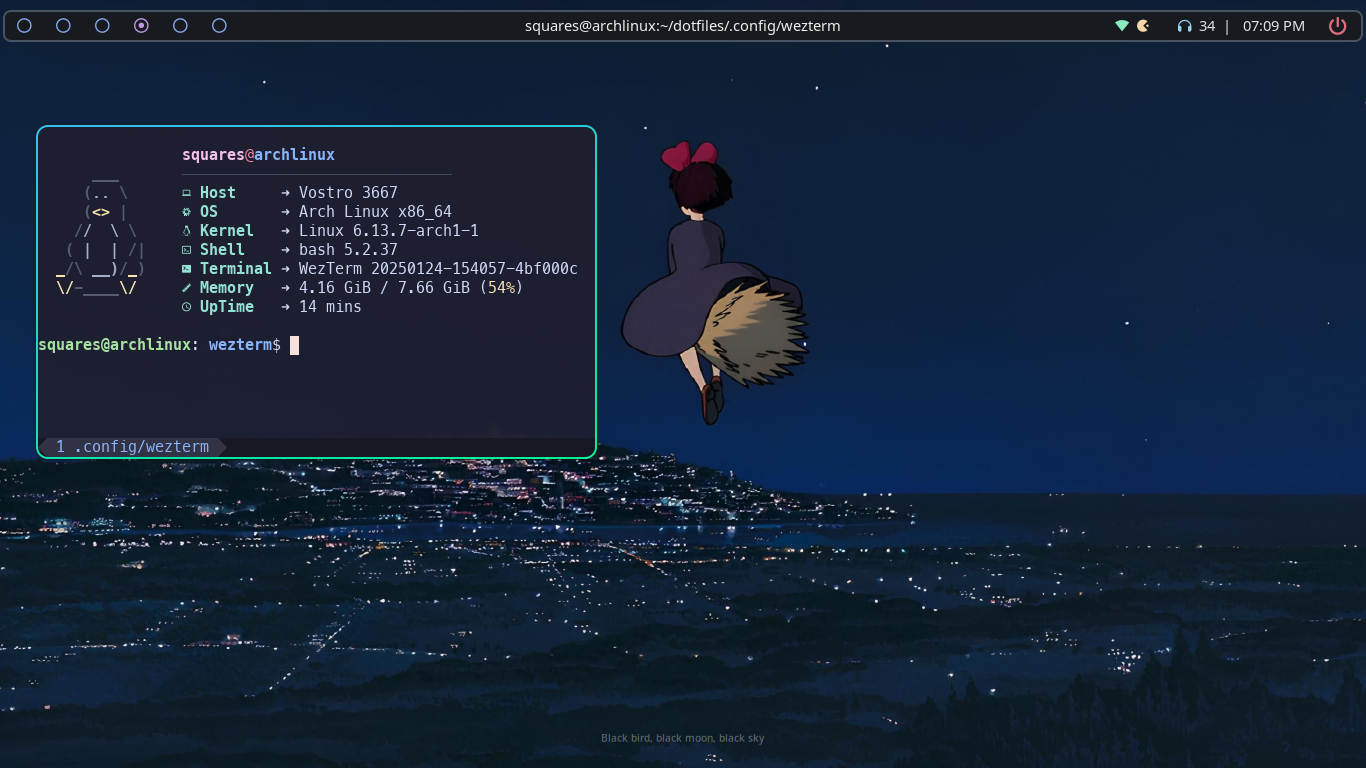 squares@archlinux:~/dotfiles/.config/wezterm
34 | 07:09 PM
squares@archlinux
Host ➜ Vostro 3667
OS ➜ Arch Linux x86_64
Kernel ➜ Linux 6.13.7-arch1-1
Shell ➜ bash 5.2.37
Terminal ➜ WezTerm 20250124-154057-4bf000c
Memory ➜ 4.16 GiB / 7.66 GiB (54%)
UpTime ➜ 14 mins
squares@archlinux: wezterm$
1 .config/wezterm
Black bird, black moon, black sky